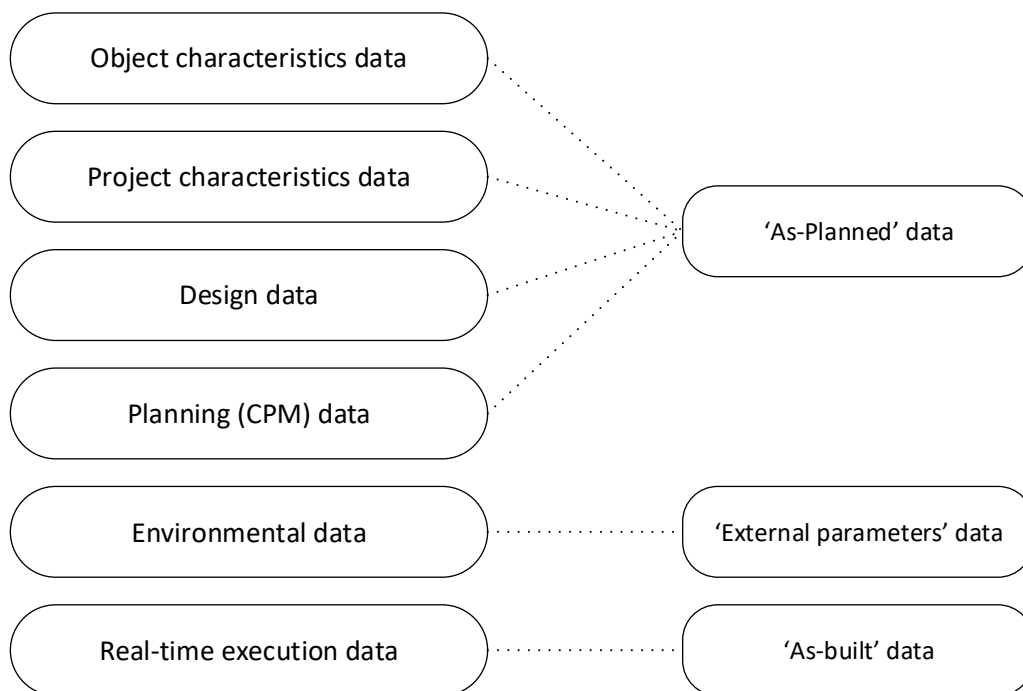 Object characteristics data
Project characteristics data
‘As-Planned’ data
Design data
Planning (CPM) data
Environmental data
‘External parameters’ data
Real-time execution data
‘As-built’ data